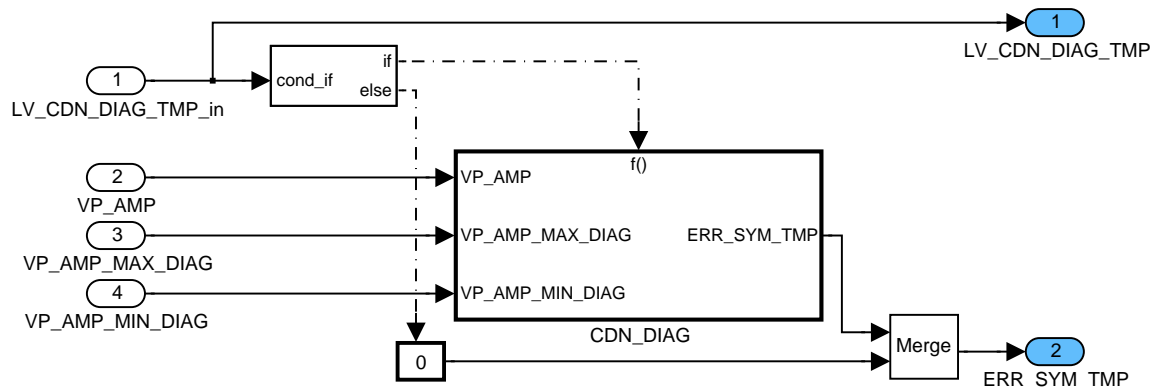 1
LV_CDN_DIAG_TMP
if
cond_if
else
1
LV_CDN_DIAG_TMP_in
f()
2
VP_AMP
VP_AMP
3
VP_AMP_MAX_DIAG
VP_AMP_MAX_DIAG
ERR_SYM_TMP
4
VP_AMP_MIN_DIAG
VP_AMP_MIN_DIAG
CDN_DIAG
0
Merge
2
ERR_SYM_TMP